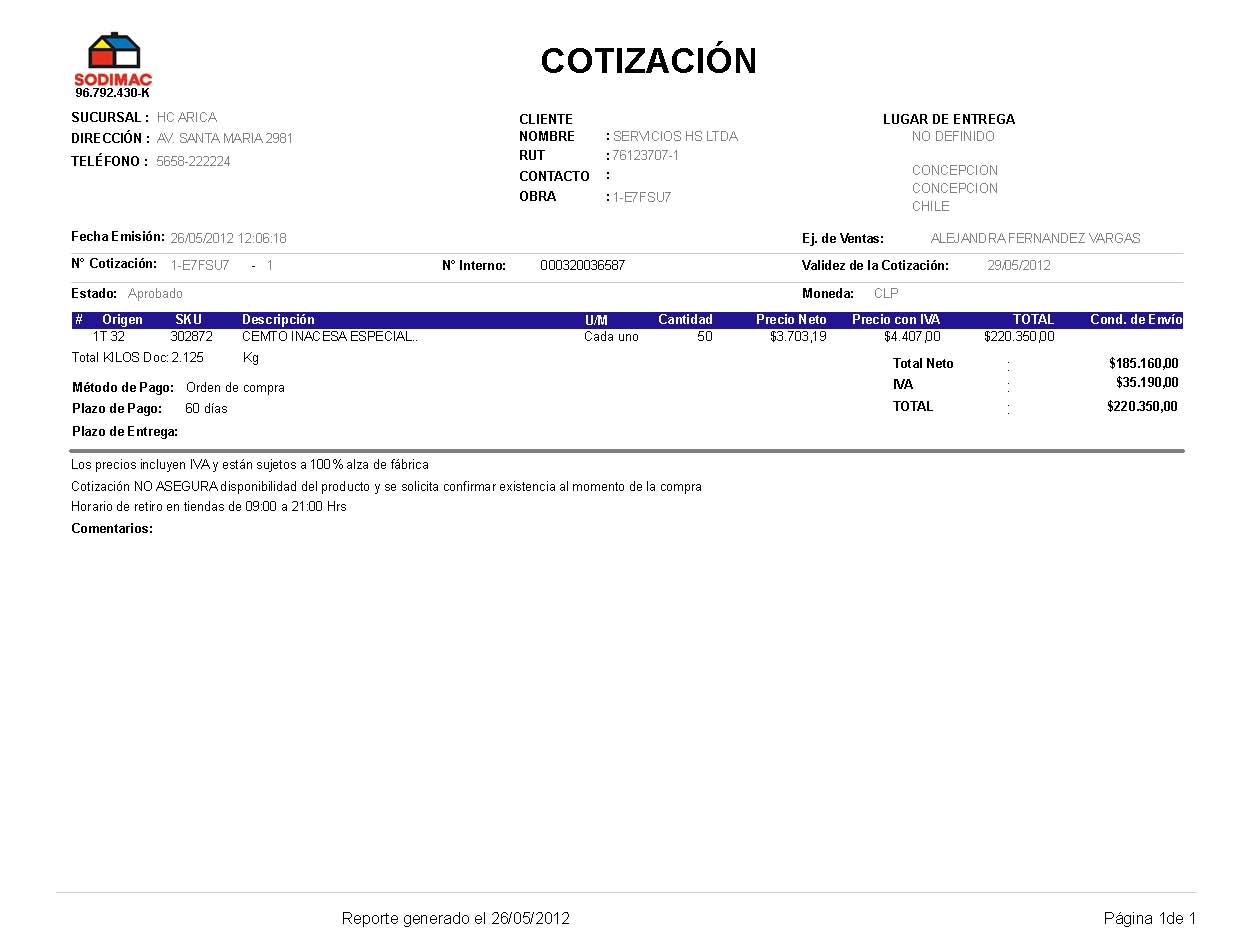 COTIZACIÓN
SODIMAC
96.792.430-K
SUCURSAL : HC ARICA
DIRECCIÓN : AV. SANTA MARIA 2981
TELÉFONO : 5658-222224
CLIENTE
NOMBRE : SERVICIOS HS LTDA
RUT : 76123707-1
CONTACTO :
OBRA : 1-E7FSU7
LUGAR DE ENTREGA
NO DEFINIDO
CONCEPCION
CONCEPCION
CHILE
Fecha Emisión: 26/05/2012 12:06:18 Ej. de Ventas: ALEJANDRA FERNANDEZ VARGAS
N° Cotización: 1-E7FSU7 - 1 N° Interno: 000320036587 Validez de la Cotización: 29/05/2012
Estado: Aprobado Moneda: CLP
# Origen SKU Descripción U/M Cantidad Precio Neto Precio con IVA TOTAL Cond. de Envío
1T 32 302872 CEMTO INACESA ESPECIAL.. Cada uno 50 $3.703,19 $4.407,00 $220.350,00
Total KILOS Doc: 2.125 Kg
Total Neto : $185.160,00
IVA : $35.190,00
TOTAL : $220.350,00
Método de Pago: Orden de compra
Plazo de Pago: 60 días
Plazo de Entrega:
Los precios incluyen IVA y están sujetos a 100% alza de fábrica
Cotización NO ASEGURA disponibilidad del producto y se solicita confirmar existencia al momento de la compra
Horario de retiro en tiendas de 09:00 a 21:00 Hrs
Comentarios:
Reporte generado el 26/05/2012 Página 1de 1